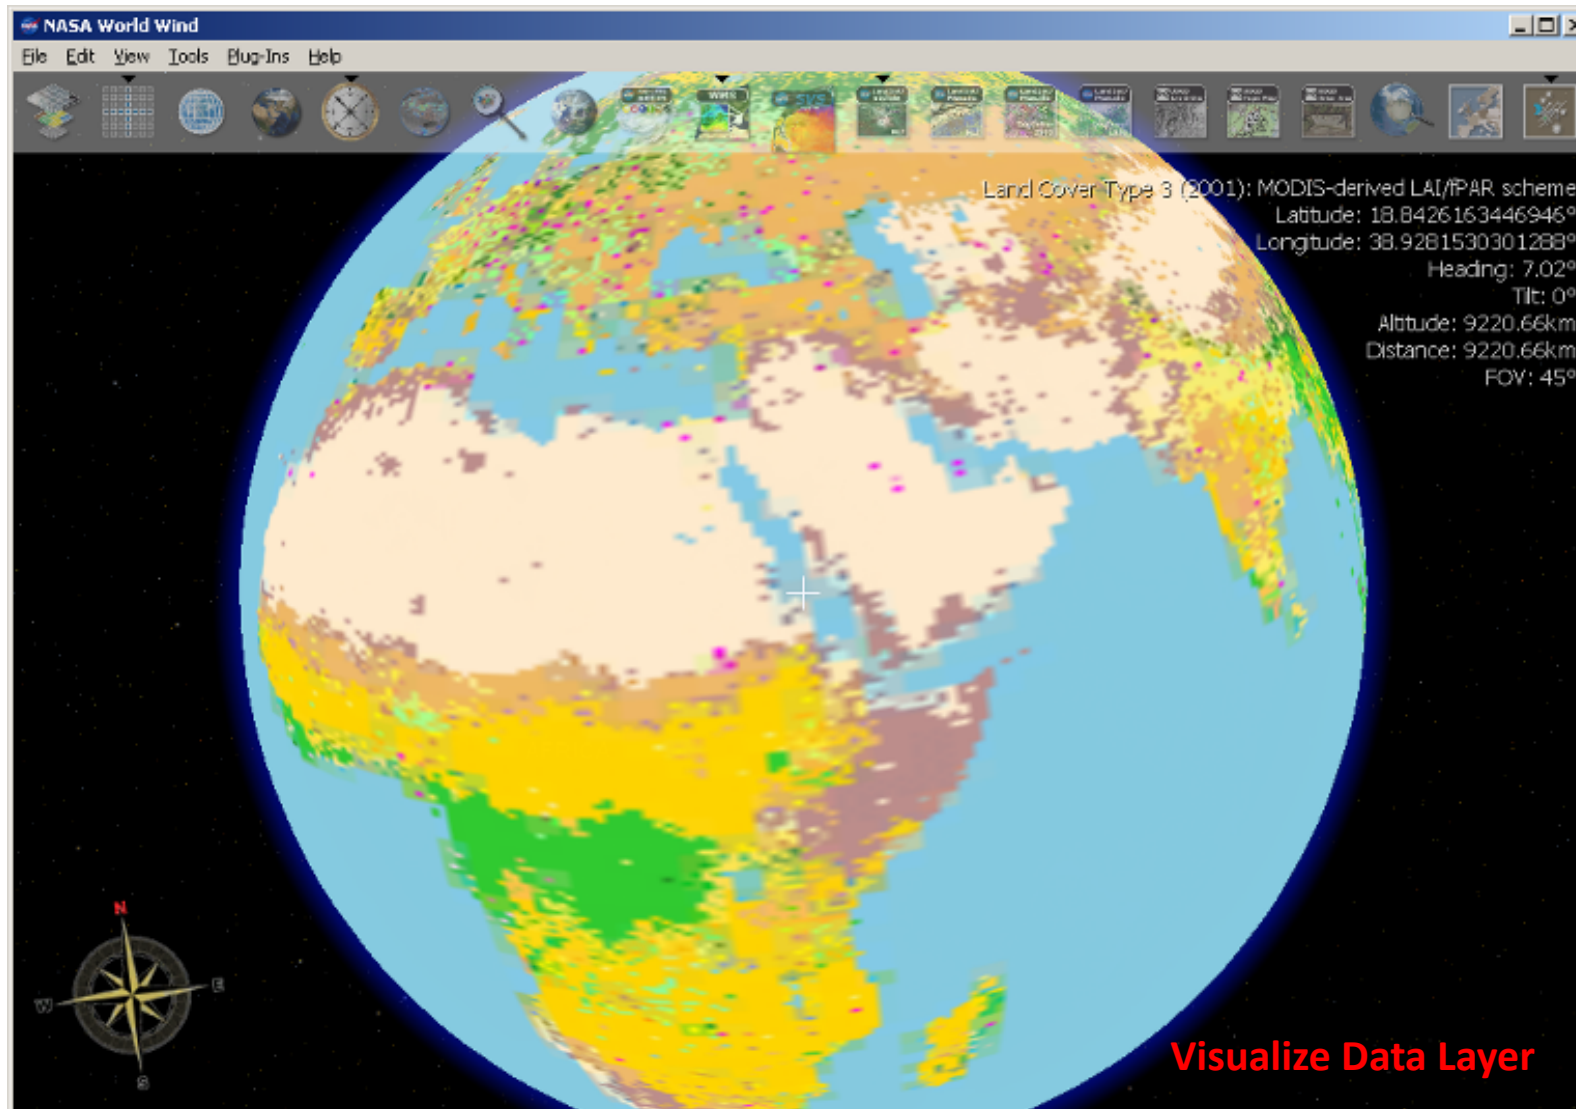 NASA World Wind
File Edit View Tools Plug-Ins Help
WMS
SVS
Land Cover Type 3 (2001): MODIS-derived LAI/fPAR scheme
Latitude: 18.8426163446946°
Longitude: 38.9281530301288°
Heading: 7.02°
Tilt: 0°
Altitude: 9220.66km
Distance: 9220.66km
FOV: 45°
N
W E
S
Visualize Data Layer